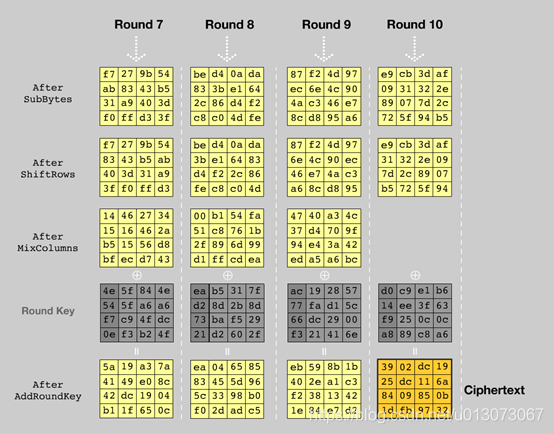 Round 7 Round 8 Round 9 Round 10
After
SubBytes
f7 27 9b 54 be d4 0a da 87 f2 4d 97 e9 cb 3d af
ab 83 43 b5 83 3b e1 64 ec 6e 4c 90 09 31 32 2e
31 a9 40 3d 2c 86 d4 f2 4a c3 46 e7 89 07 7d 2c
f0 ff d3 3f c8 c0 4d fe 8c d8 95 a6 72 5f 94 b5
After
ShiftRows
f7 27 9b 54 be d4 0a da 87 f2 4d 97 e9 cb 3d af
83 43 b5 ab 3b e1 64 83 6e 4c 90 ec 31 32 2e 09
40 3d 31 a9 d4 f2 2c 86 46 e7 4a c3 7d 2c 89 07
3f f0 ff d3 fe c8 c0 4d a6 8c d8 95 b5 72 5f 94
After
MixColumns
14 46 27 34 00 b1 54 fa 47 40 a3 4c
15 16 46 2a 51 c8 76 1b 37 d4 70 9f
b5 15 56 d8 2f 89 6d 99 94 e4 3a 42
bf ec d7 43 d1 ff cd ea ed a5 a6 bc
⊕ ⊕ ⊕ ⊕
Round Key
4e 5f 84 4e ea b5 31 7f ac 19 28 57 d0 c9 e1 b6
54 5f a6 a6 d2 8d 2b 8d 77 fa d1 5c 14 ee 3f 63
f7 c9 4f dc 73 ba f5 29 66 dc 29 00 f9 25 0c 0c
0e f3 b2 4f 21 d2 60 2f f3 21 41 6e a8 89 c8 a6
= = = =
After
AddRoundKey
5a 19 a3 7a ea 04 65 85 eb 59 8b 1b 39 02 dc 19
41 49 e0 8c 83 45 5d 96 40 2e a1 c3 25 dc 11 6a
42 dc 19 04 5c 33 98 b0 f2 38 13 42 84 09 85 0b
b1 1f 65 0c f0 2d ad c5 1e 84 e7 d2 1d fb 97 32
Ciphertext
https://blog.csdn.net/u013073067